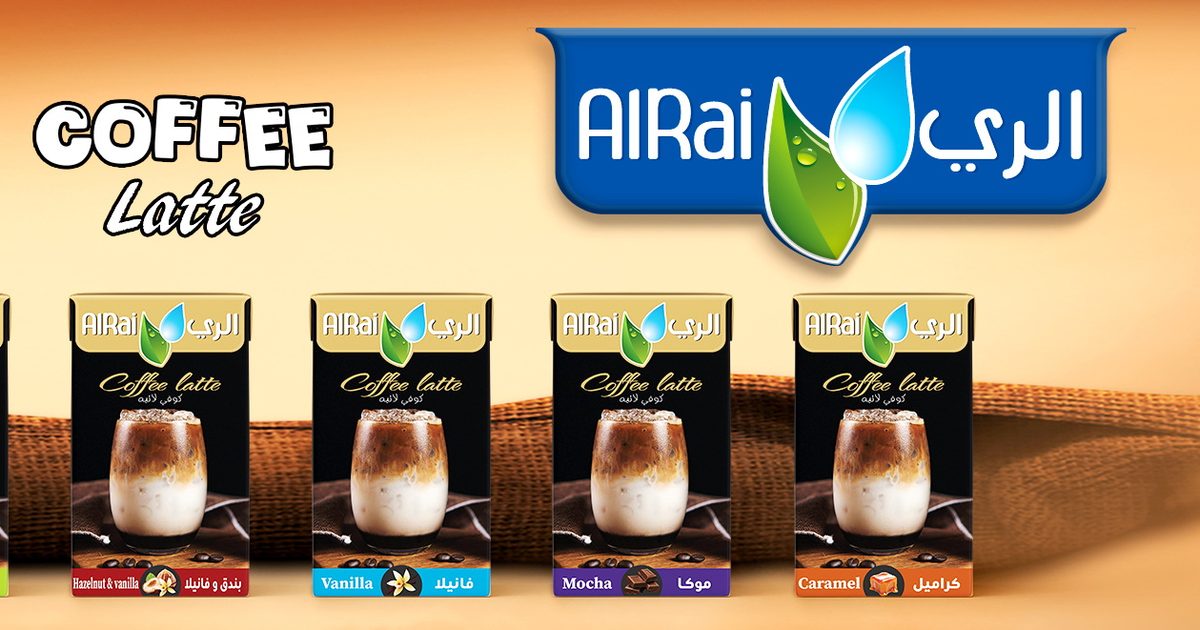 COFFEE
Latte
AlRai الري
AlRai الري
Coffee latte
كوفي لاتيه
Hazelnut & vanilla بندق و فانيلا
AlRai الري
Coffee latte
كوفي لاتيه
Vanilla فانيلا
AlRai الري
Coffee latte
كوفي لاتيه
Mocha موكا
AlRai الري
Coffee latte
كوفي لاتيه
Caramel كراميل